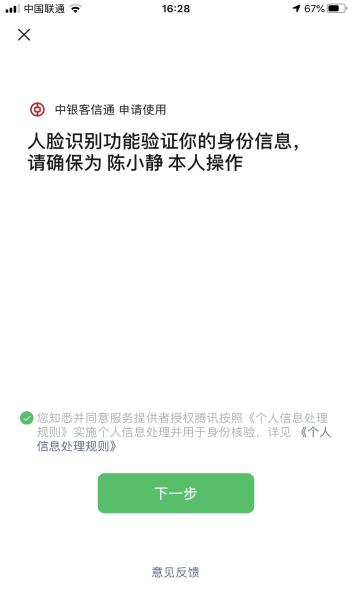 中国联通 16:28 67%
中银客信通 申请使用
人脸识别功能验证你的身份信息，
请确保为 陈小静 本人操作
您知悉并同意服务提供者授权腾讯按照《个人信息处理
规则》实施个人信息处理并用于身份核验，详见 《个人
信息处理规则》
下一步
意见反馈